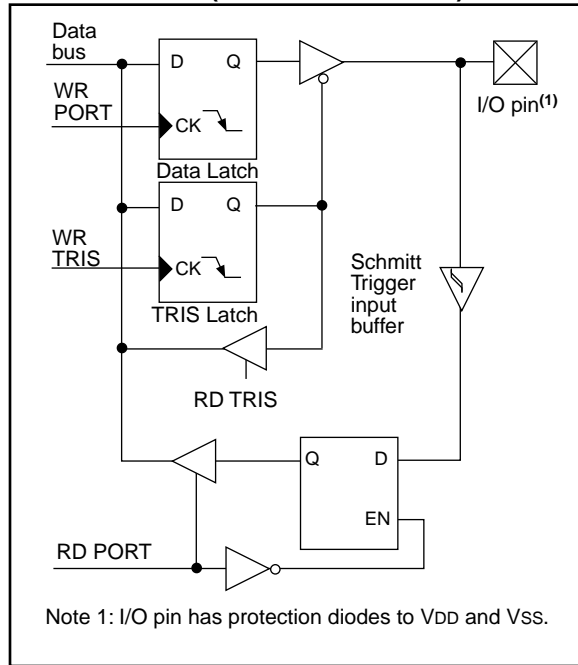 Data
bus
D Q
WR
PORT
CK
I/O pin(1)
Data Latch
D Q
WR
TRIS
CK
Schmitt
Trigger
input
buffer
TRIS Latch
RD TRIS
Q D
EN
RD PORT
Note 1: I/O pin has protection diodes to VDD and VSS.